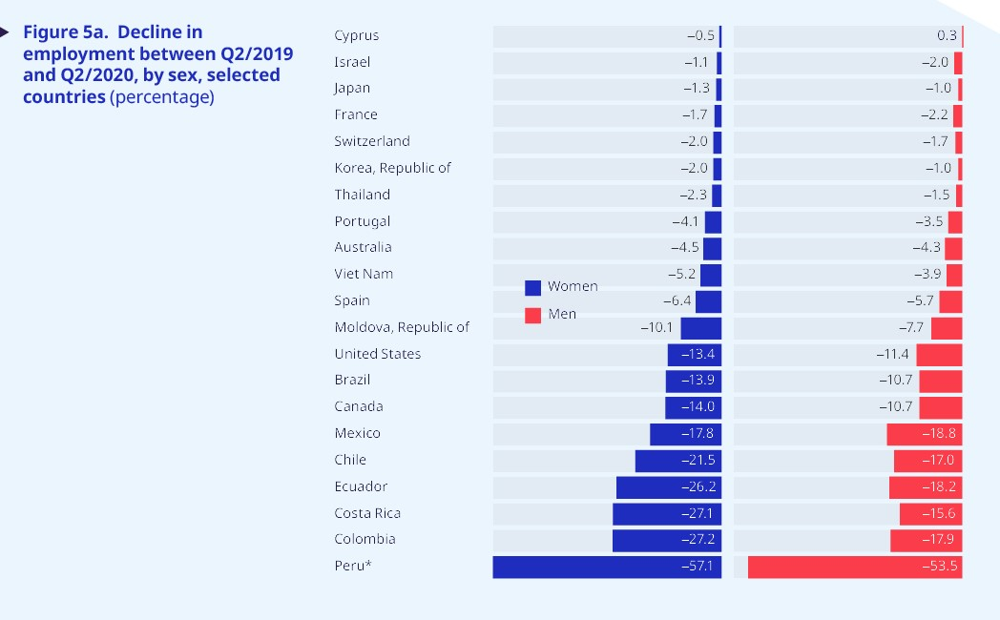 Figure 5a. Decline in
employment between Q2/2019
and Q2/2020, by sex, selected
countries (percentage)
Cyprus –0.5 0.3
Israel –1.1 –2.0
Japan –1.3 –1.0
France –1.7 –2.2
Switzerland –2.0 –1.7
Korea, Republic of –2.0 –1.0
Thailand –2.3 –1.5
Portugal –4.1 –3.5
Australia –4.5 –4.3
Viet Nam –5.2 –3.9
Women
Spain –6.4 –5.7
Men
Moldova, Republic of –10.1 –7.7
United States –13.4 –11.4
Brazil –13.9 –10.7
Canada –14.0 –10.7
Mexico –17.8 –18.8
Chile –21.5 –17.0
Ecuador –26.2 –18.2
Costa Rica –27.1 –15.6
Colombia –27.2 –17.9
Peru* –57.1 –53.5